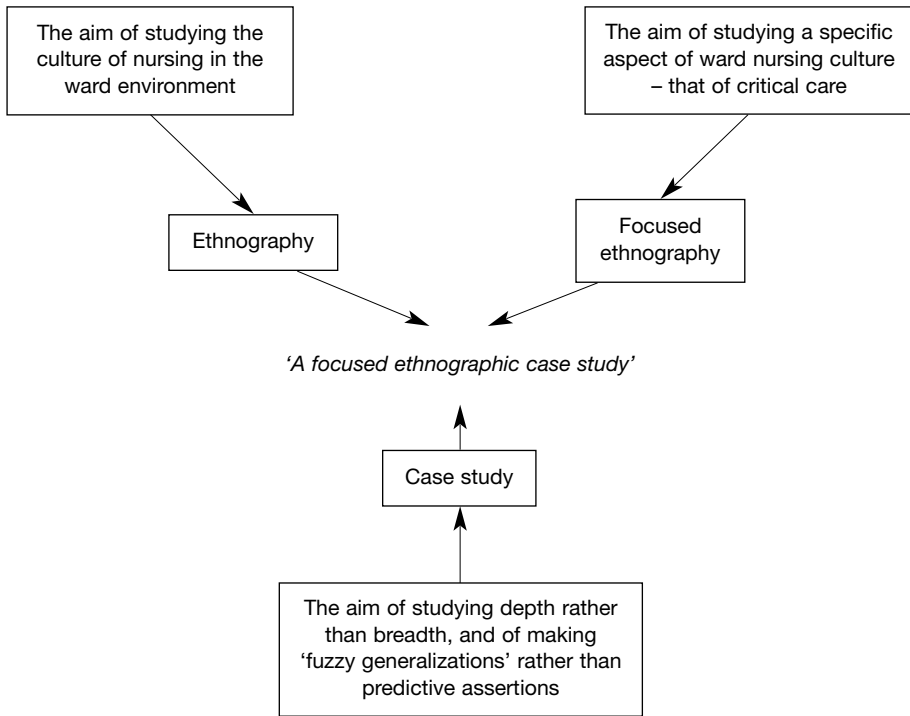 The aim of studying the
culture of nursing in the
ward environment
The aim of studying a specific
aspect of ward nursing culture
– that of critical care
Ethnography
Focused
ethnography
‘A focused ethnographic case study’
Case study
The aim of studying depth rather
than breadth, and of making
‘fuzzy generalizations’ rather than
predictive assertions